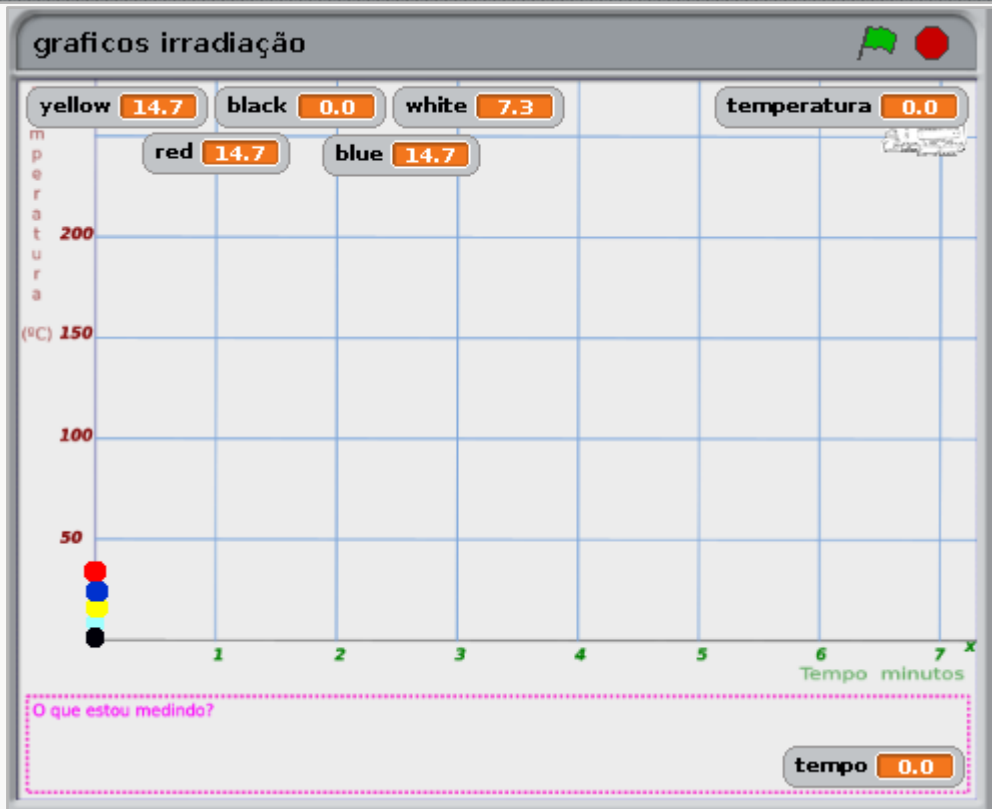 graficos irradiação
yellow 14.7 black 0.0 white 7.3 temperatura 0.0
red 14.7 blue 14.7
m
p
e
r
a
t
u
r
a
(ºC)
200
150
100
50
1 2 3 4 5 6 7 x
Tempo minutos
O que estou medindo?
tempo 0.0